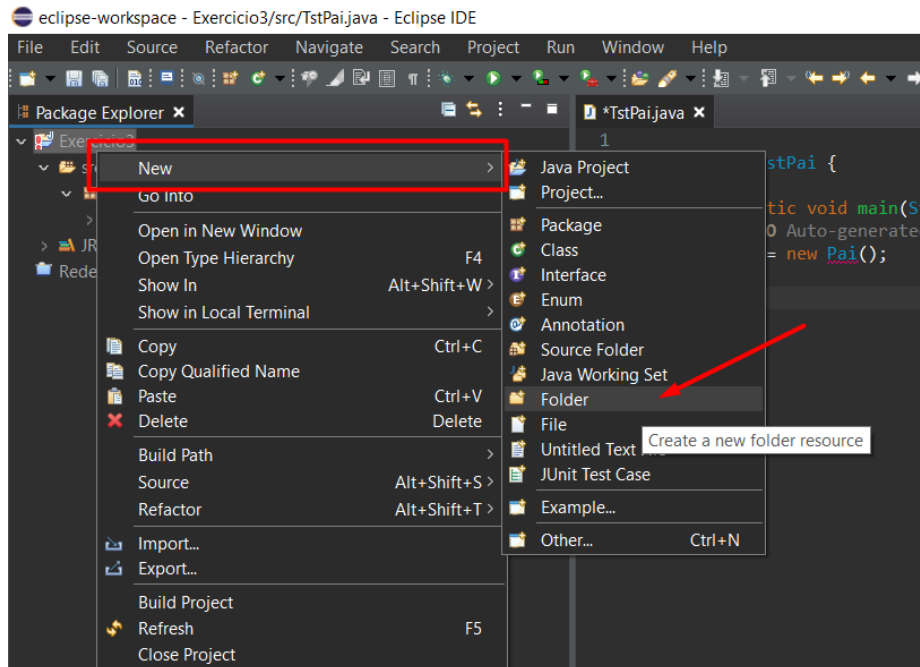 eclipse-workspace - Exercicio3/src/TstPai.java - Eclipse IDE
File Edit Source Refactor Navigate Search Project Run Window Help
Package Explorer
*TstPai.java
Exercicio3
1
New
Go Into
Open in New Window
Open Type Hierarchy F4
Show In Alt+Shift+W >
Show in Local Terminal >
Copy Ctrl+C
Copy Qualified Name
Paste Ctrl+V
Delete Delete
Build Path >
Source Alt+Shift+S >
Refactor Alt+Shift+T >
Import...
Export...
Build Project
Refresh F5
Close Project
sr
JR
Rede
Java Project
Project...
Package
Class
Interface
Enum
Annotation
Source Folder
Java Working Set
Folder
File
Untitled Text
JUnit Test Case
Example...
Other... Ctrl+N
Create a new folder resource
stPai {
tic void main(S
O Auto-generate
= new Pai();